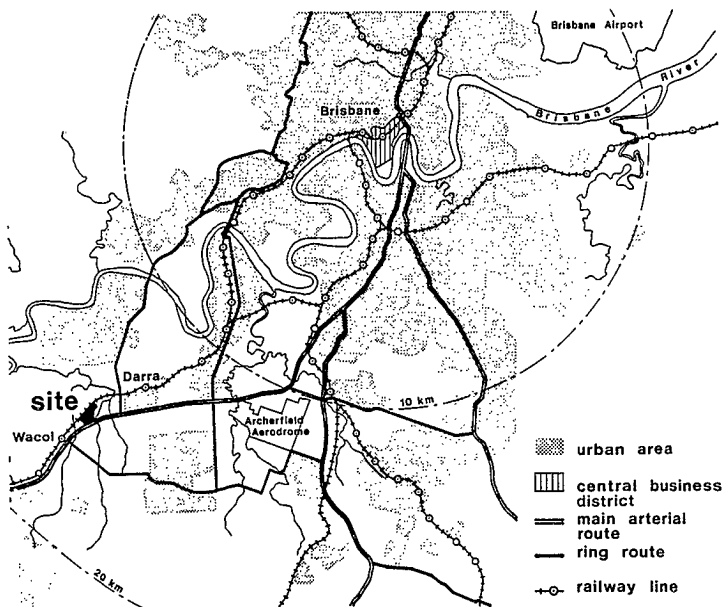 Brisbane Airport
River
Brisbane
Brisbane
Darra
site
Wacol
10 km
Archerfield
Aerodrome
20 km
urban area
central business
district
main arterial
route
ring route
railway line